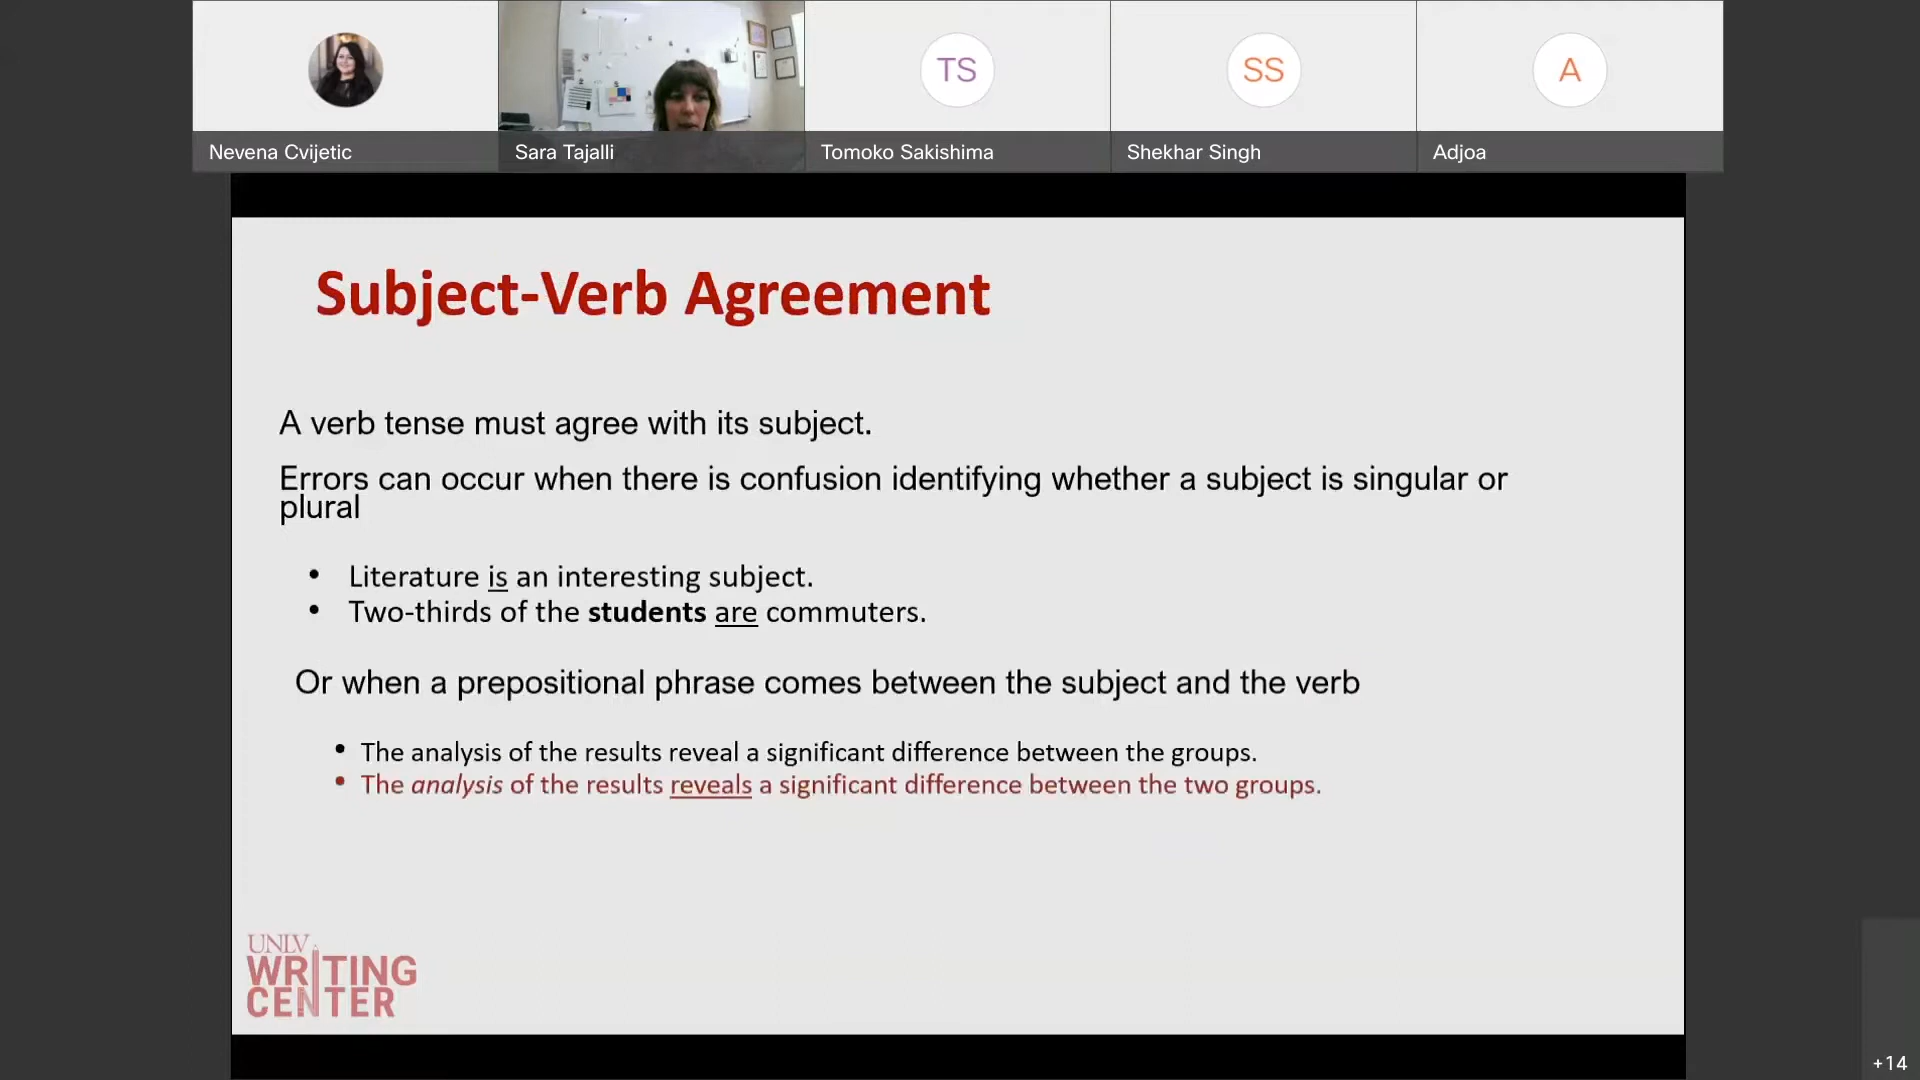 TS
SS
A
Nevena Cvijetic
Sara Tajalli
Tomoko Sakishima
Shekhar Singh
Adjoa
Subject-Verb Agreement
A verb tense must agree with its subject.
Errors can occur when there is confusion identifying whether a subject is singular or
plural
• Literature is an interesting subject.
• Two-thirds of the students are commuters.
Or when a prepositional phrase comes between the subject and the verb
• The analysis of the results reveal a significant difference between the groups.
• The analysis of the results reveals a significant difference between the two groups.
UNLV
WRITING
CENTER
+14